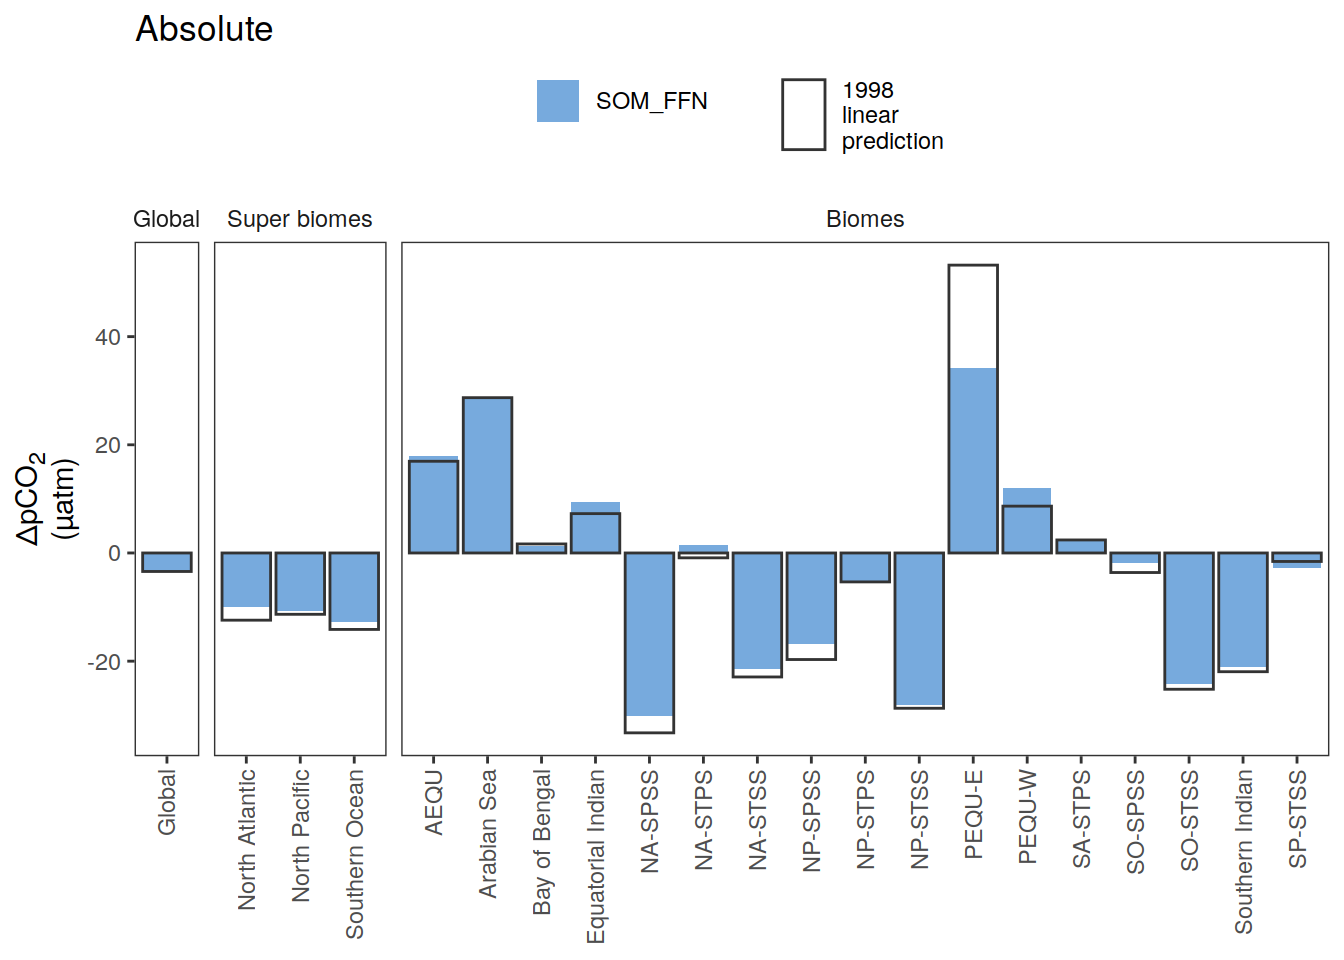 Absolute
SOM_FFN
1998
linear
prediction
Global
Super biomes
Biomes
ΔpCO₂
(µatm)
40
20
0
-20
Global
North Atlantic
North Pacific
Southern Ocean
AEQU
Arabian Sea
Bay of Bengal
Equatorial Indian
NA-SPSS
NA-STPS
NA-STSS
NP-SPSS
NP-STPS
NP-STSS
PEQU-E
PEQU-W
SA-STPS
SO-SPSS
SO-STSS
Southern Indian
SP-STSS